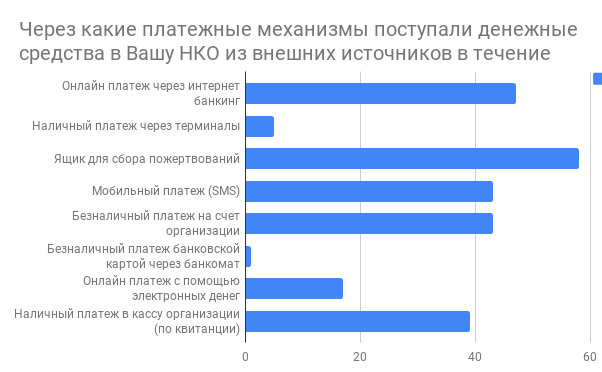 Через какие платежные механизмы поступали денежные
средства в Вашу НКО из внешних источников в течение
Онлайн платеж через интернет
банкинг
Наличный платеж через терминалы
Ящик для сбора пожертвований
Мобильный платеж (SMS)
Безналичный платеж на счет
организации
Безналичный платеж банковской
картой через банкомат
Онлайн платеж с помощью
электронных денег
Наличный платеж в кассу организации
(по квитанции)
0 20 40 60